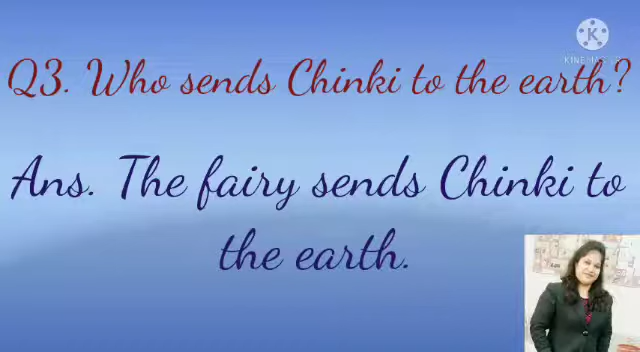 Q3. Who sends Chinki to the earth?
Ans. The fairy sends Chinki to
the earth.